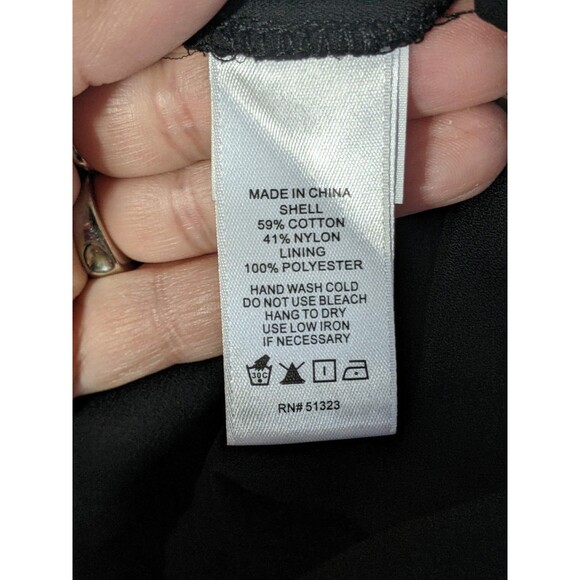 MADE IN CHINA
SHELL
59% COTTON
41% NYLON
LINING
100% POLYESTER
HAND WASH COLD
DO NOT USE BLEACH
HANG TO DRY
USE LOW IRON
IF NECESSARY
30C
RN# 51323